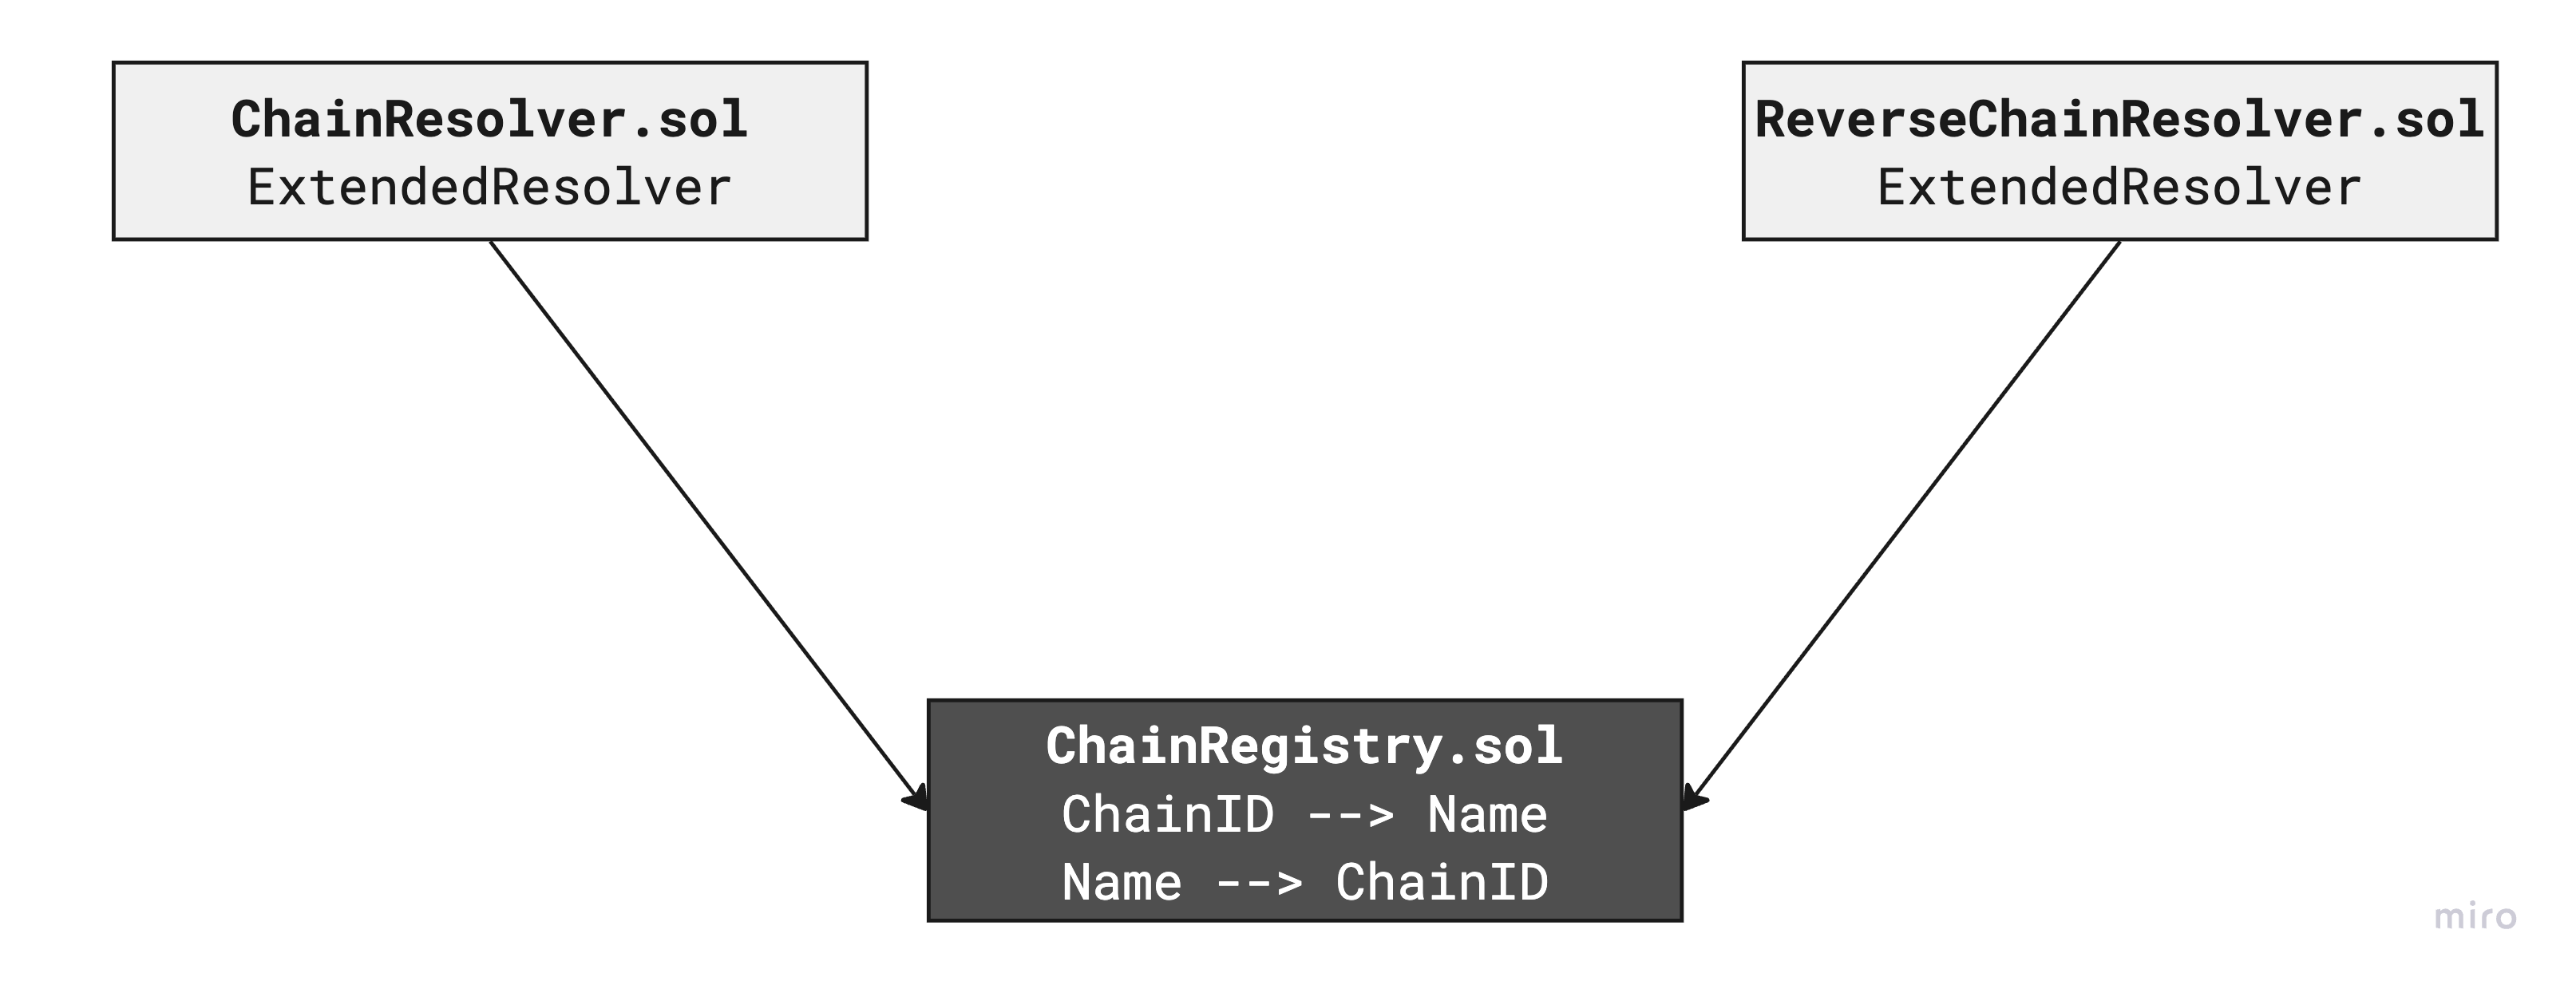 ChainResolver.sol
ExtendedResolver
ReverseChainResolver.sol
ExtendedResolver
ChainRegistry.sol
ChainID --> Name
Name --> ChainID
miro